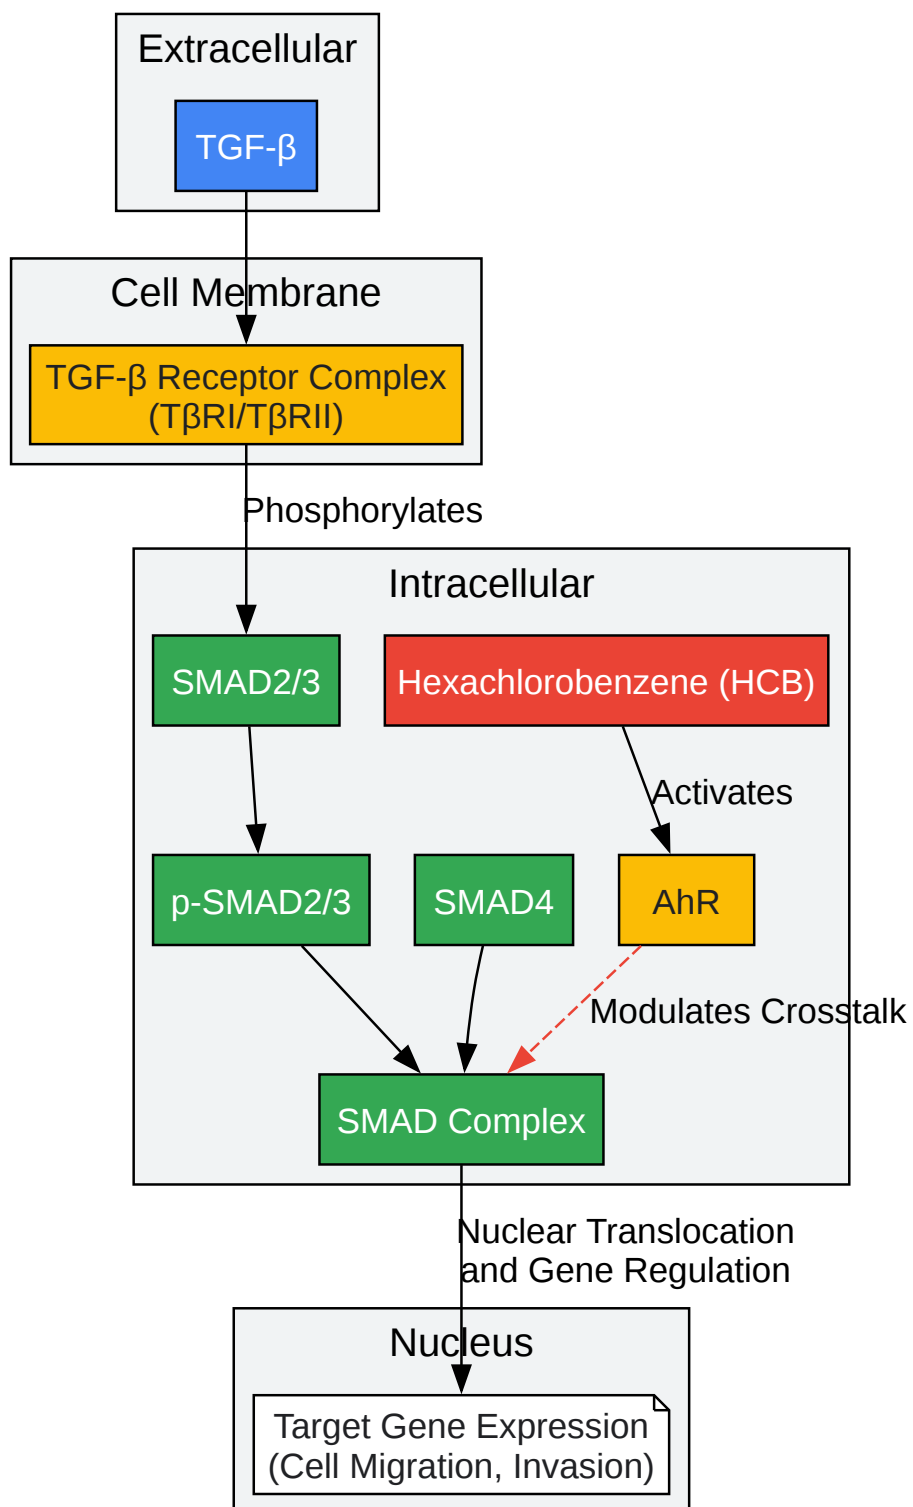 Extracellular
TGF-β
Cell Membrane
TGF-β Receptor Complex
(TβRI/TβRII)
Phosphorylates
Intracellular
SMAD2/3
Hexachlorobenzene (HCB)
Activates
p-SMAD2/3
SMAD4
AhR
Modulates Crosstalk
SMAD Complex
Nuclear Translocation
and Gene Regulation
Nucleus
Target Gene Expression
(Cell Migration, Invasion)